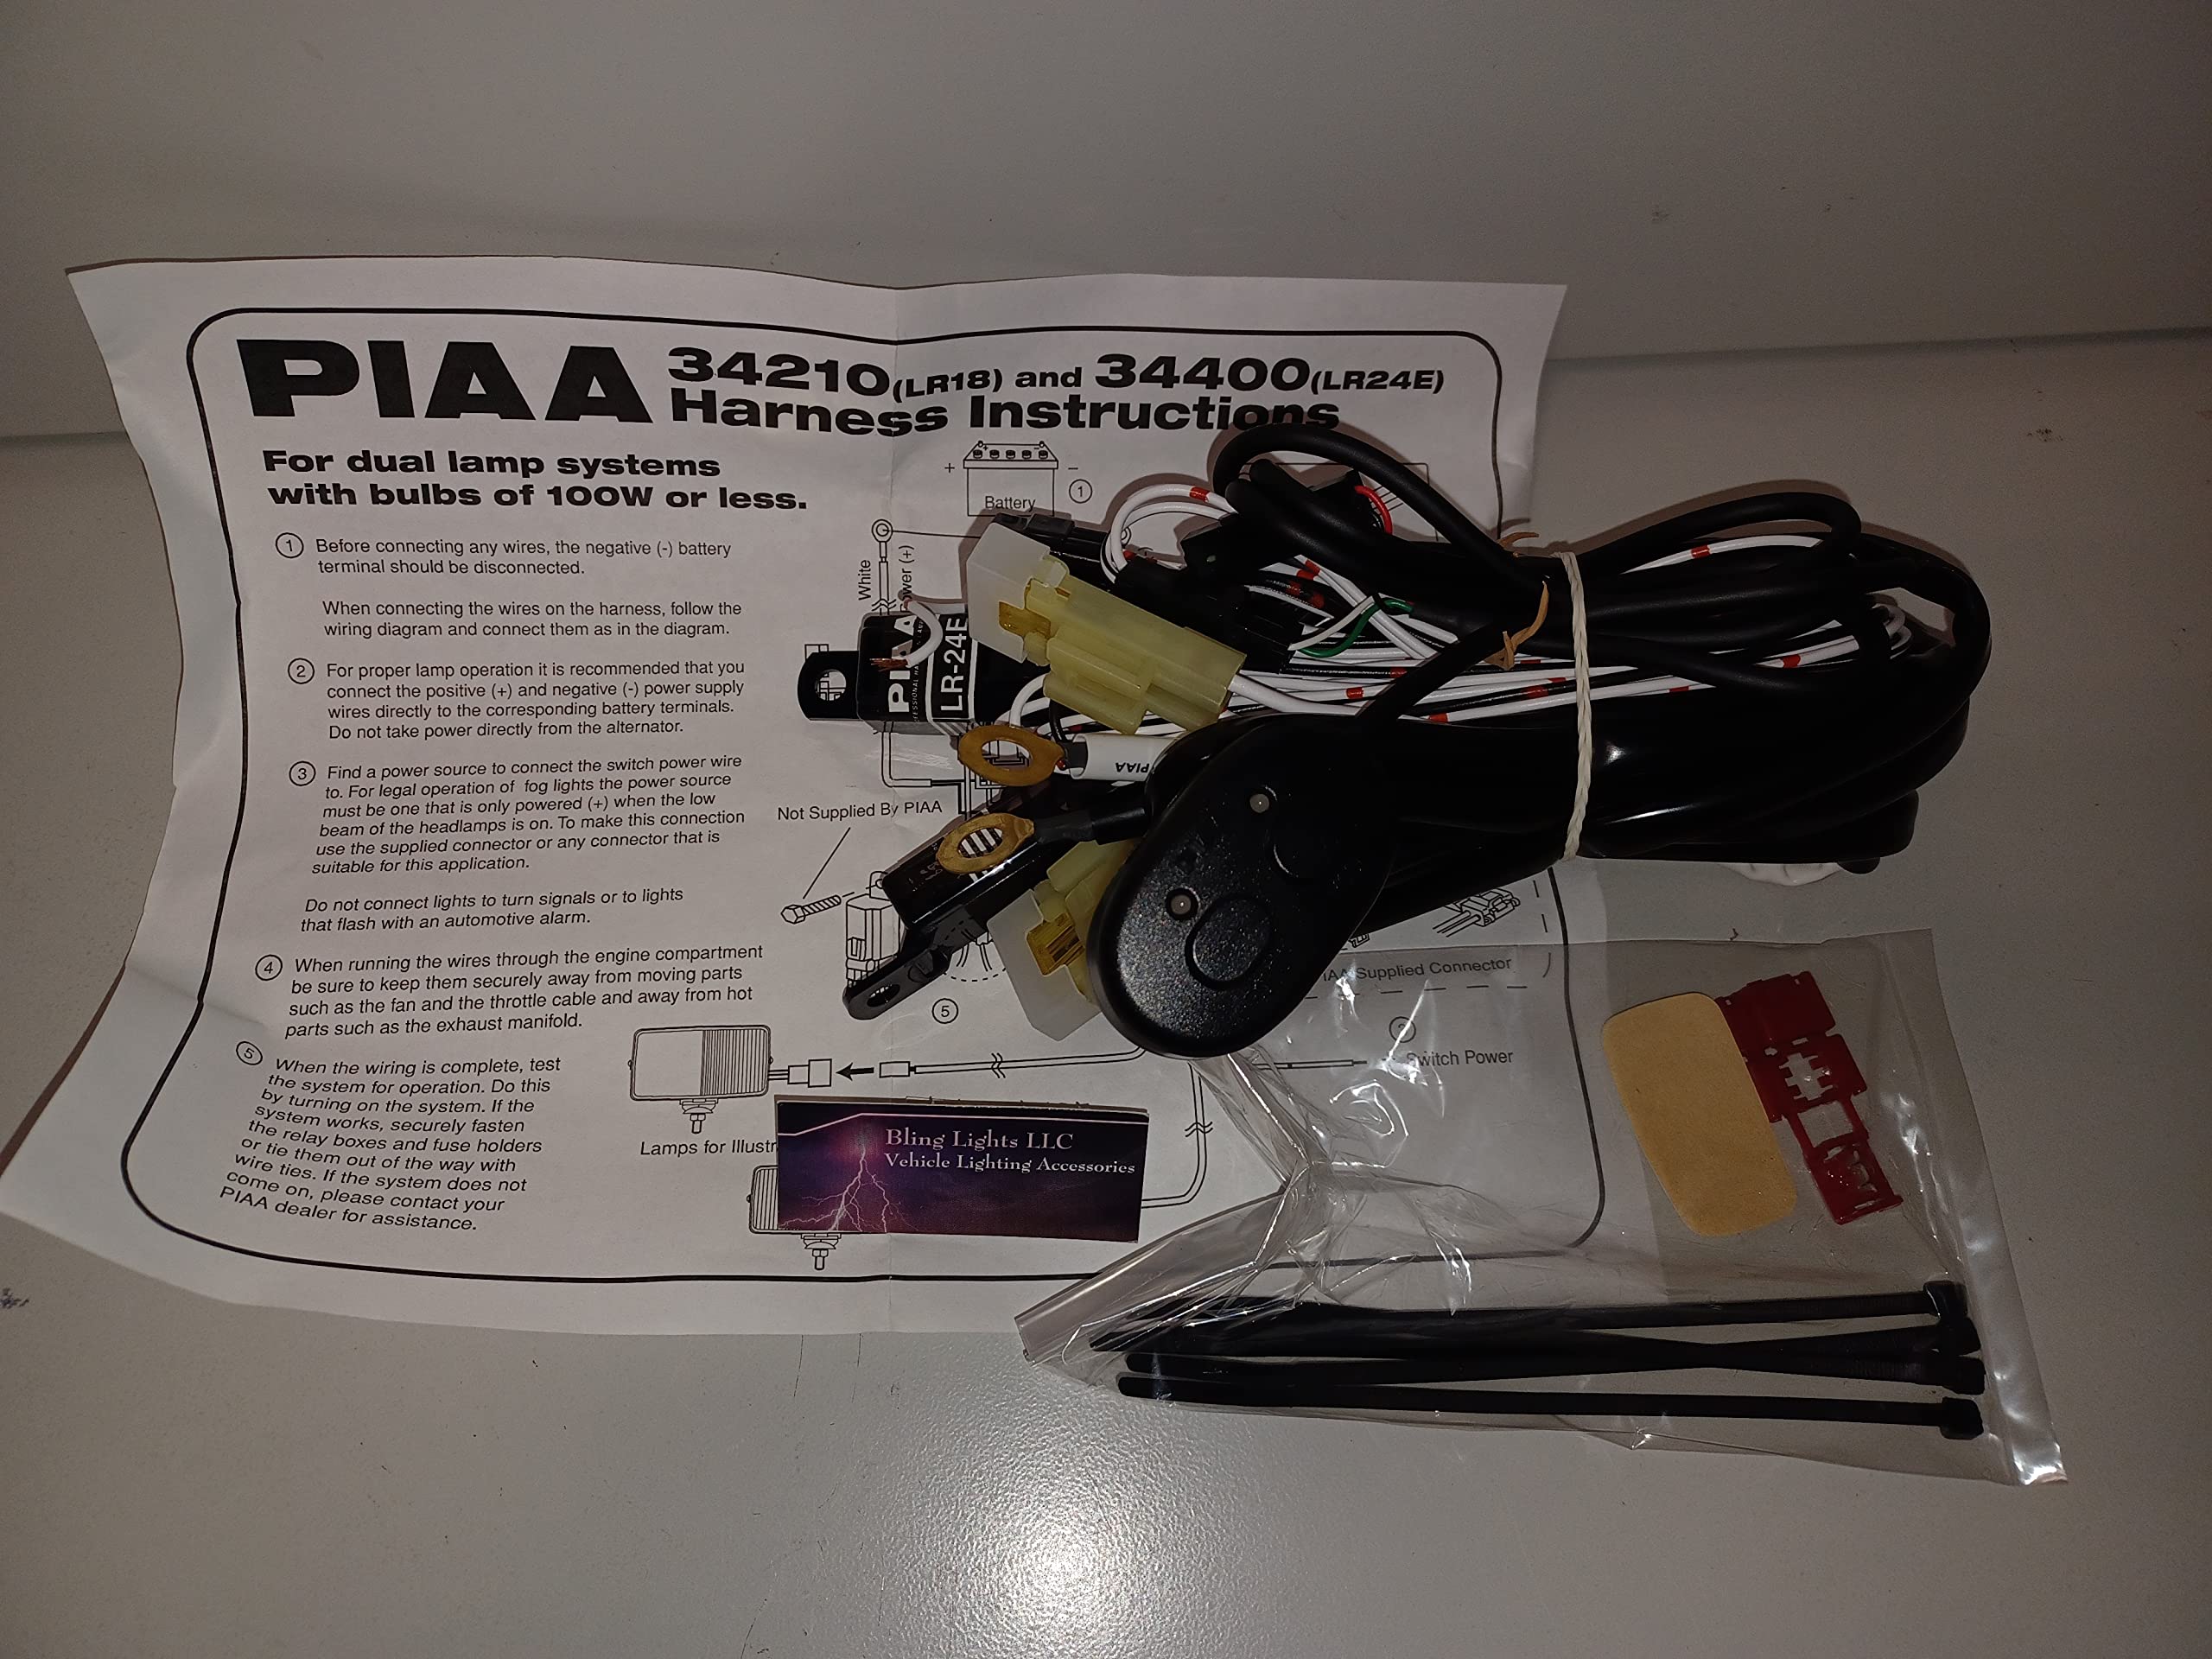 PIAA 34210(LR18) and 34400(LR24E)
Harness Instructions
For dual lamp systems
with bulbs of 100W or less.
1 Before connecting any wires, the negative (-) battery
terminal should be disconnected.
When connecting the wires on the harness, follow the
wiring diagram and connect them as in the diagram.
2 For proper lamp operation it is recommended that you
connect the positive (+) and negative (-) power supply
wires directly to the corresponding battery terminals.
Do not take power directly from the alternator.
3 Find a power source to connect the switch power wire
to. For legal operation of fog lights the power source
must be one that is only powered (+) when the low
beam of the headlamps is on. To make this connection
use the supplied connector or any connector that is
suitable for this application.
Do not connect lights to turn signals or to lights
that flash with an automotive alarm.
4 When running the wires through the engine compartment
be sure to keep them securely away from moving parts
such as the fan and the throttle cable and away from hot
parts such as the exhaust manifold.
5 When the wiring is complete, test
the system for operation. Do this
by turning on the system. If the
system works, securely fasten
the relay boxes and fuse holders
or tie them out of the way with
wire ties. If the system does not
come on, please contact your
PIAA dealer for assistance.
+ −
Battery 1
White
(+)
PIAA
LR-24E
PIAA
Not Supplied By PIAA
5
Supplied Connector
Switch Power
Lamps for
Bling Lights LLC
Vehicle Lighting Accessories